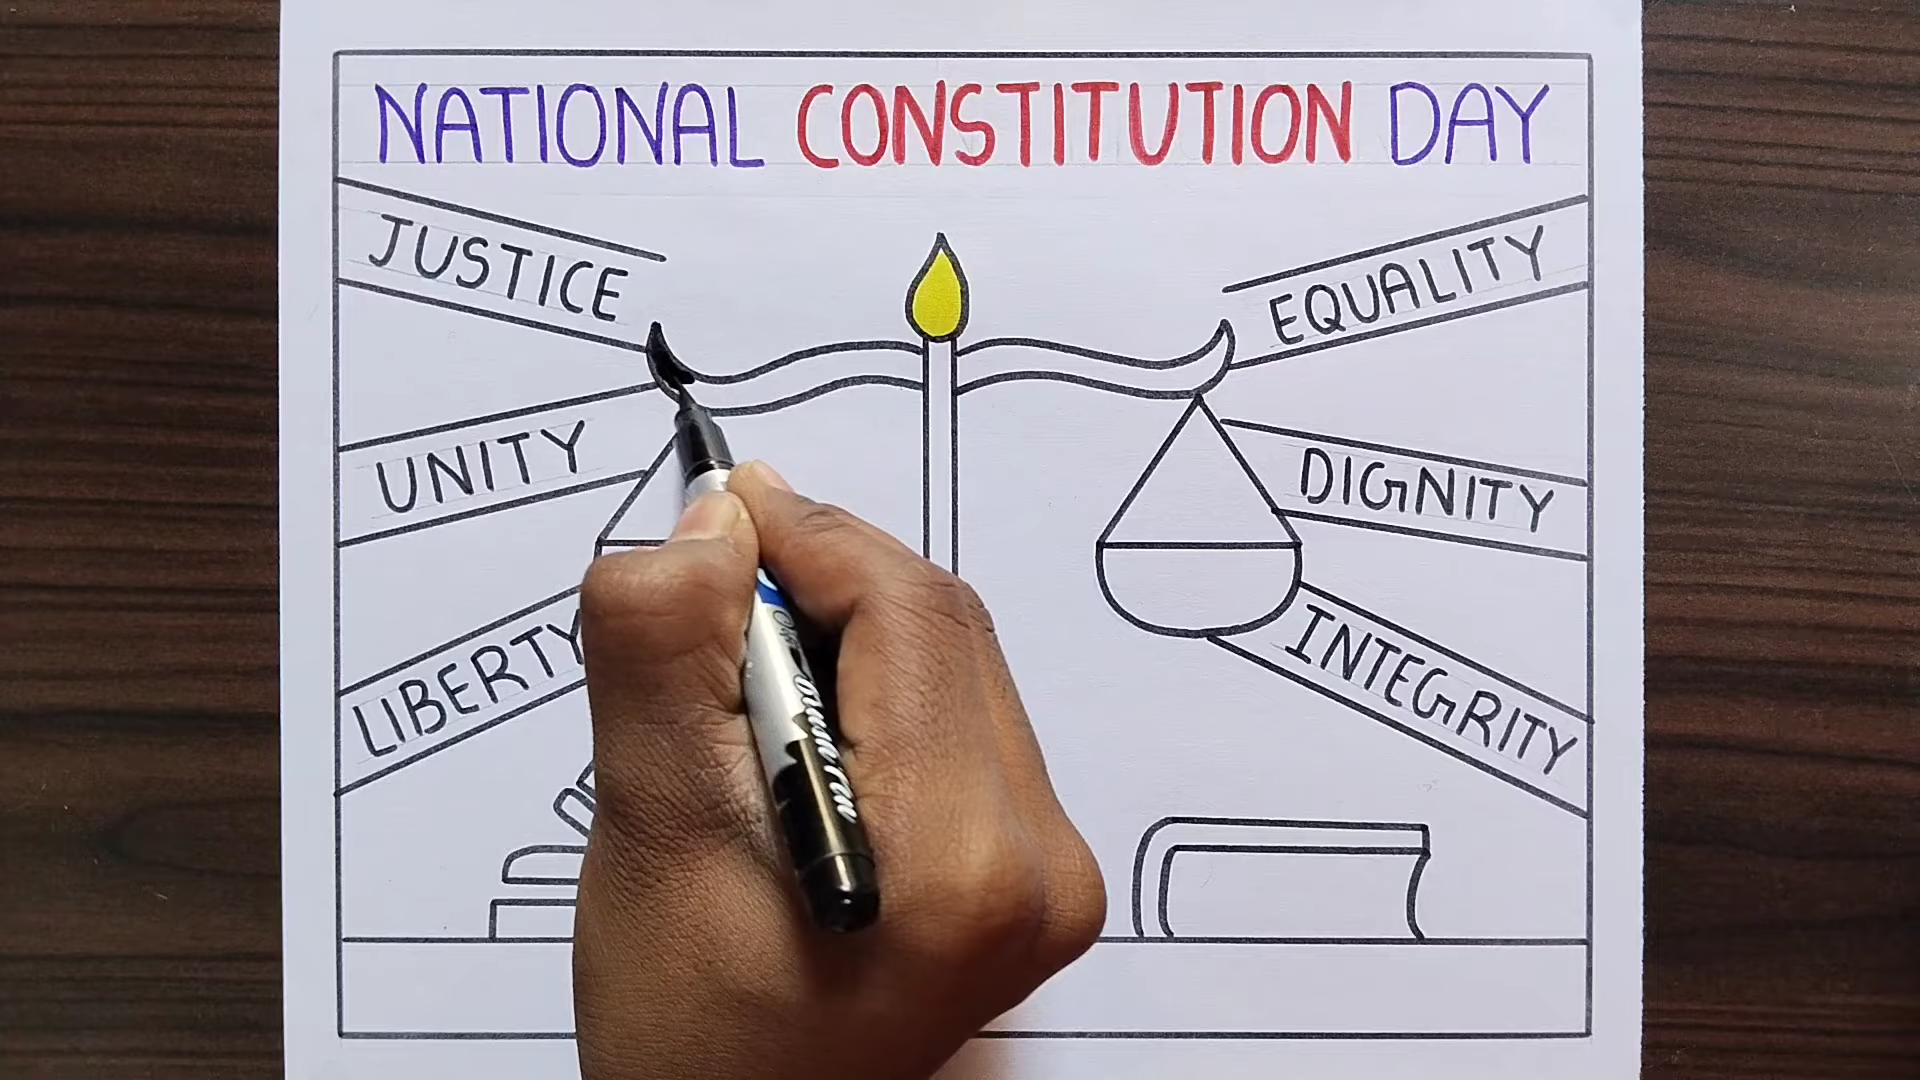 NATIONAL CONSTITUTION DAY
JUSTICE
EQUALITY
UNITY
DIGNITY
LIBERTY
INTEGRITY